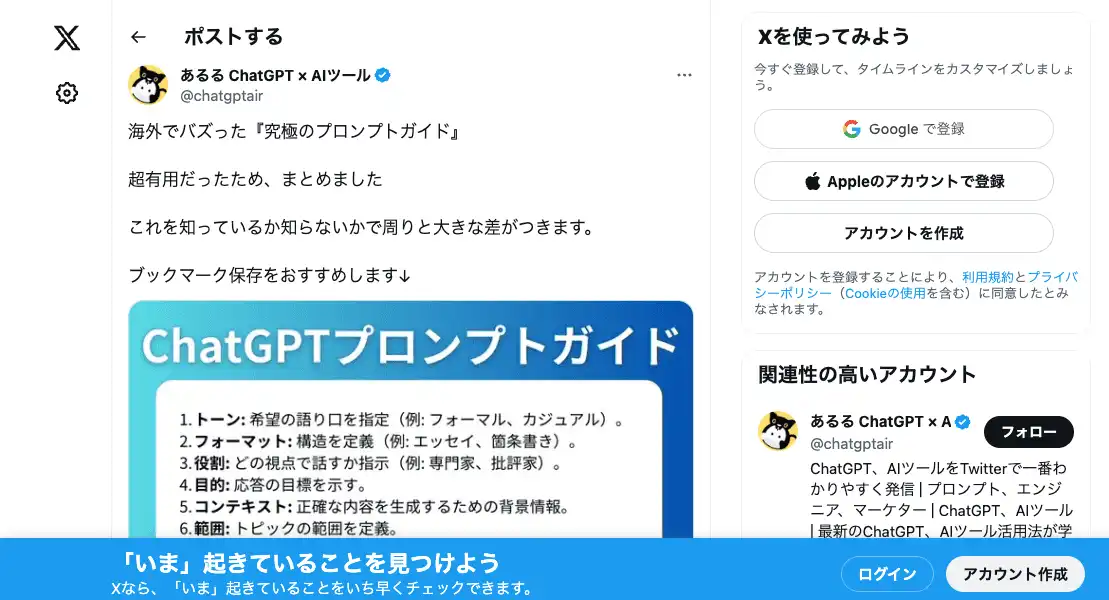 ポストする
あるる ChatGPT × AIツール
@chatgptair
海外でバズった『究極のプロンプトガイド』
超有用だったため、まとめました
これを知っているか知らないかで周りと大きな差がつきます。
ブックマーク保存をおすすめします↓
ChatGPTプロンプトガイド
1. トーン: 希望の語り口を指定（例: フォーマル、カジュアル）。
2. フォーマット: 構造を定義（例: エッセイ、箇条書き）。
3. 役割: どの視点で話すか指示（例: 専門家、批評家）。
4. 目的: 応答の目標を示す。
5. コンテキスト: 正確な内容を生成するための背景情報。
6. 範囲: トピックの範囲を定義。
Xを使ってみよう
今すぐ登録して、タイムラインをカスタマイズしましょ
う。
Google で登録
Appleのアカウントで登録
アカウントを作成
アカウントを登録することにより、利用規約とプライバ
シーポリシー（Cookieの使用を含む）に同意したとみ
なされます。
関連性の高いアカウント
あるる ChatGPT × A
@chatgptair
フォロー
ChatGPT、AIツールをTwitterで一番わ
かりやすく発信 | プロンプト、エンジ
ニア、マーケター | ChatGPT、AIツール
| 最新のChatGPT、AIツール活用法が学
「いま」起きていることを見つけよう
Xなら、「いま」起きていることをいち早くチェックできます。
ログイン
アカウント作成